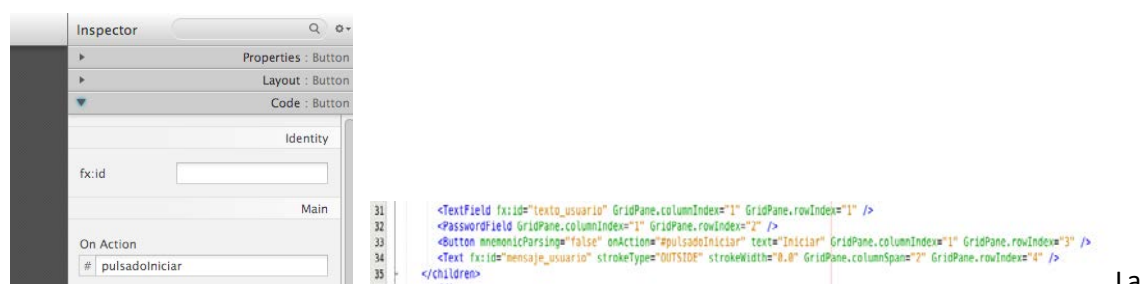 Inspector
Properties : Button
Layout : Button
Code : Button
Identity
fx:id
Main
On Action
# pulsadoIniciar
31 <TextField fx:id="texto_usuario" GridPane.columnIndex="1" GridPane.rowIndex="1" />
32 <PasswordField GridPane.columnIndex="1" GridPane.rowIndex="2" />
33 <Button mnemonicParsing="false" onAction="#pulsadoIniciar" text="Iniciar" GridPane.columnIndex="1" GridPane.rowIndex="3" />
34 <Text fx:id="mensaje_usuario" strokeType="OUTSIDE" strokeWidth="0.0" GridPane.columnSpan="2" GridPane.rowIndex="4" />
35 </children>
La